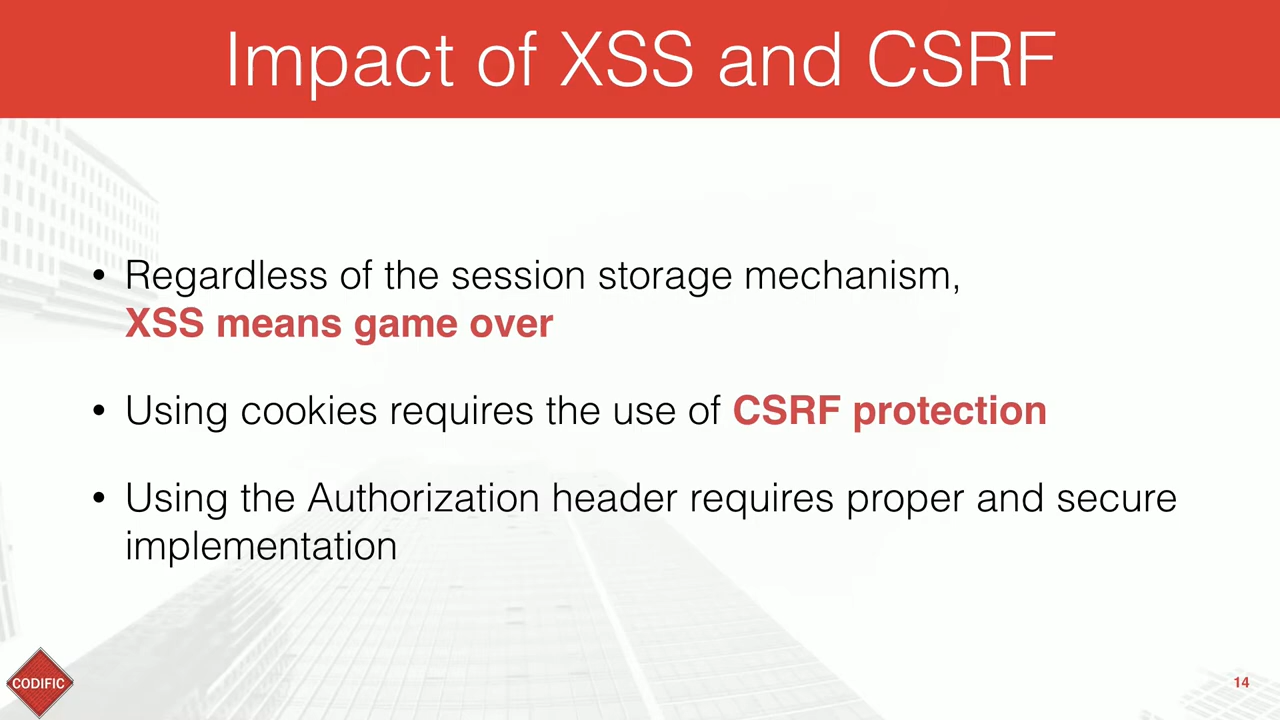 Impact of XSS and CSRF
• Regardless of the session storage mechanism,
XSS means game over
• Using cookies requires the use of CSRF protection
• Using the Authorization header requires proper and secure
implementation
CODIFIC
14